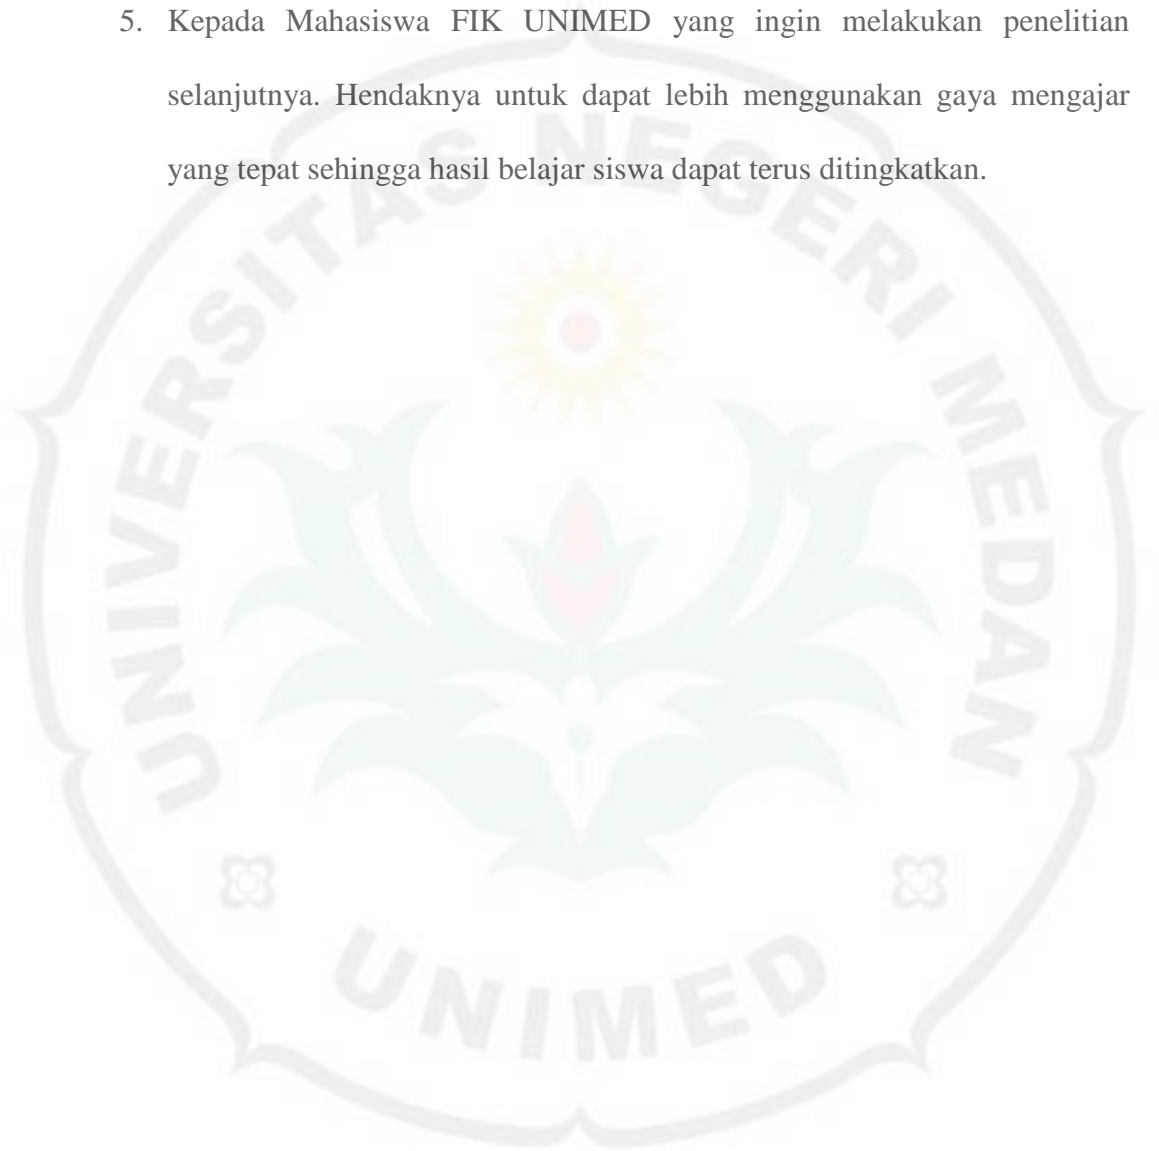 5. Kepada Mahasiswa FIK UNIMED yang ingin melakukan penelitian
selanjutnya. Hendaknya untuk dapat lebih menggunakan gaya mengajar
yang tepat sehingga hasil belajar siswa dapat terus ditingkatkan.
UNIVERSITAS NEGERI MEDAN
UNIMED